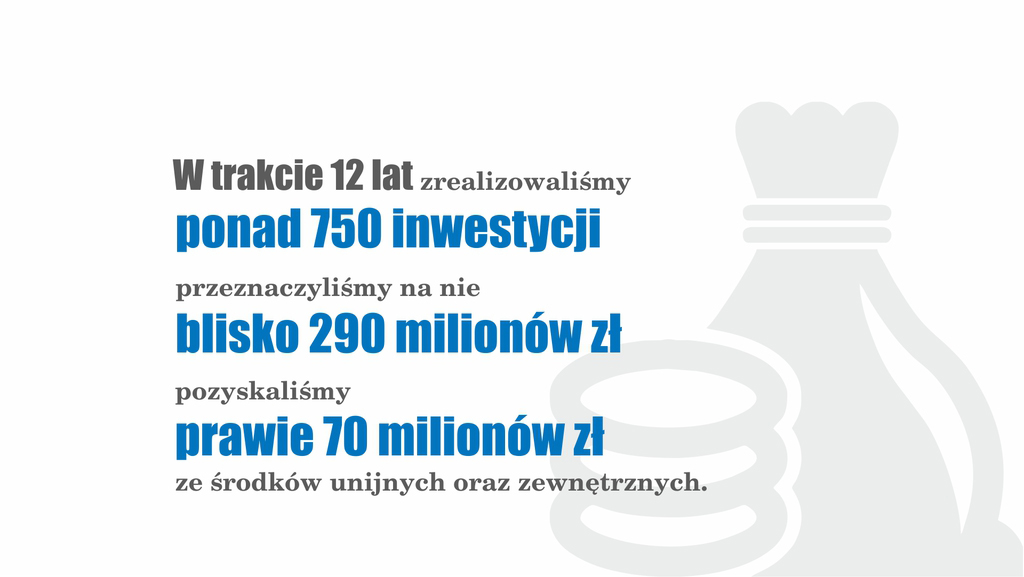 W trakcie 12 lat zrealizowaliśmy
ponad 750 inwestycji
przeznaczyliśmy na nie
blisko 290 milionów zł
pozyskaliśmy
prawie 70 milionów zł
ze środków unijnych oraz zewnętrznych.